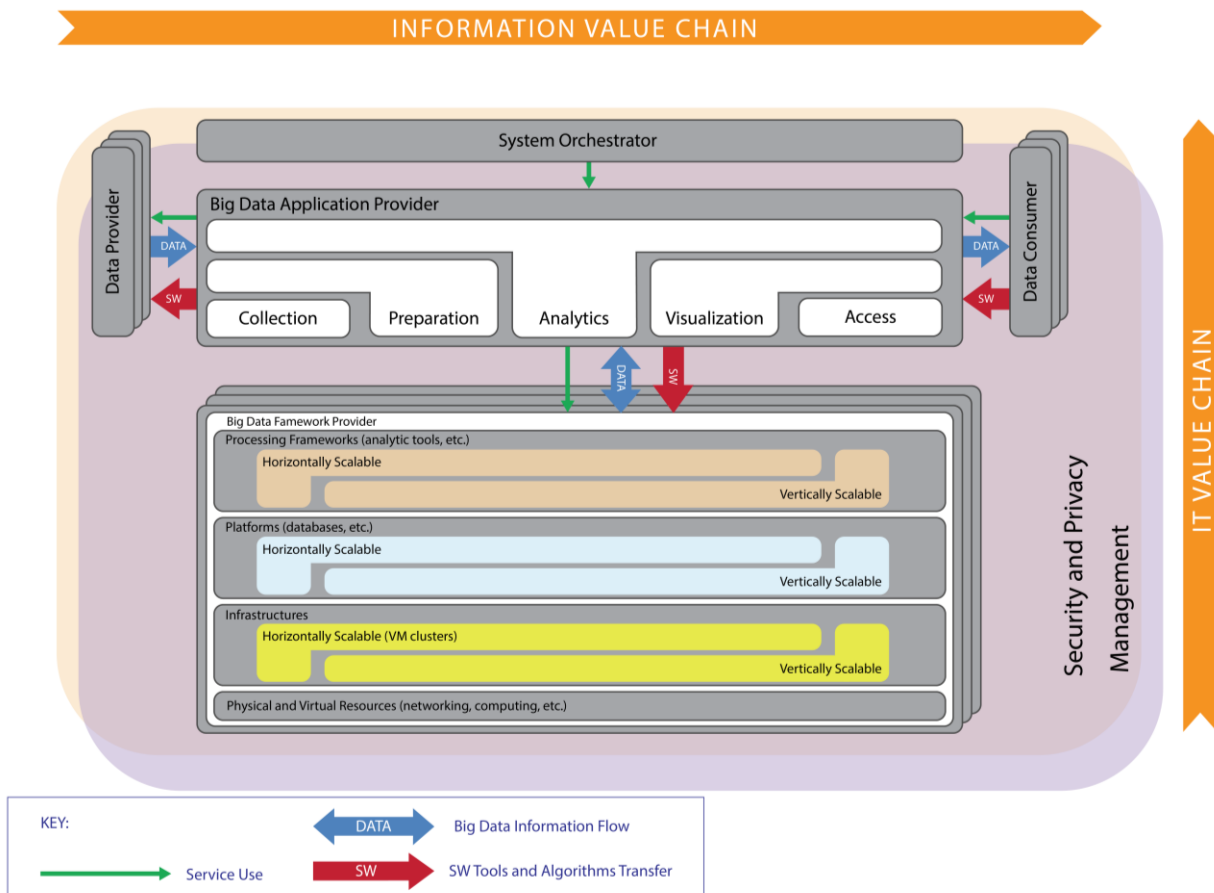 INFORMATION VALUE CHAIN
System Orchestrator
Data Provider
Big Data Application Provider
Data Consumer
DATA
DATA
SW
SW
Collection
Preparation
Analytics
Visualization
Access
DATA
SW
Big Data Famework Provider
Processing Frameworks (analytic tools, etc.)
Horizontally Scalable
Vertically Scalable
Platforms (databases, etc.)
Horizontally Scalable
Vertically Scalable
Infrastructures
Horizontally Scalable (VM clusters)
Vertically Scalable
Physical and Virtual Resources (networking, computing, etc.)
Security and Privacy
Management
IT VALUE CHAIN
KEY:
DATA
Big Data Information Flow
Service Use
SW
SW Tools and Algorithms Transfer